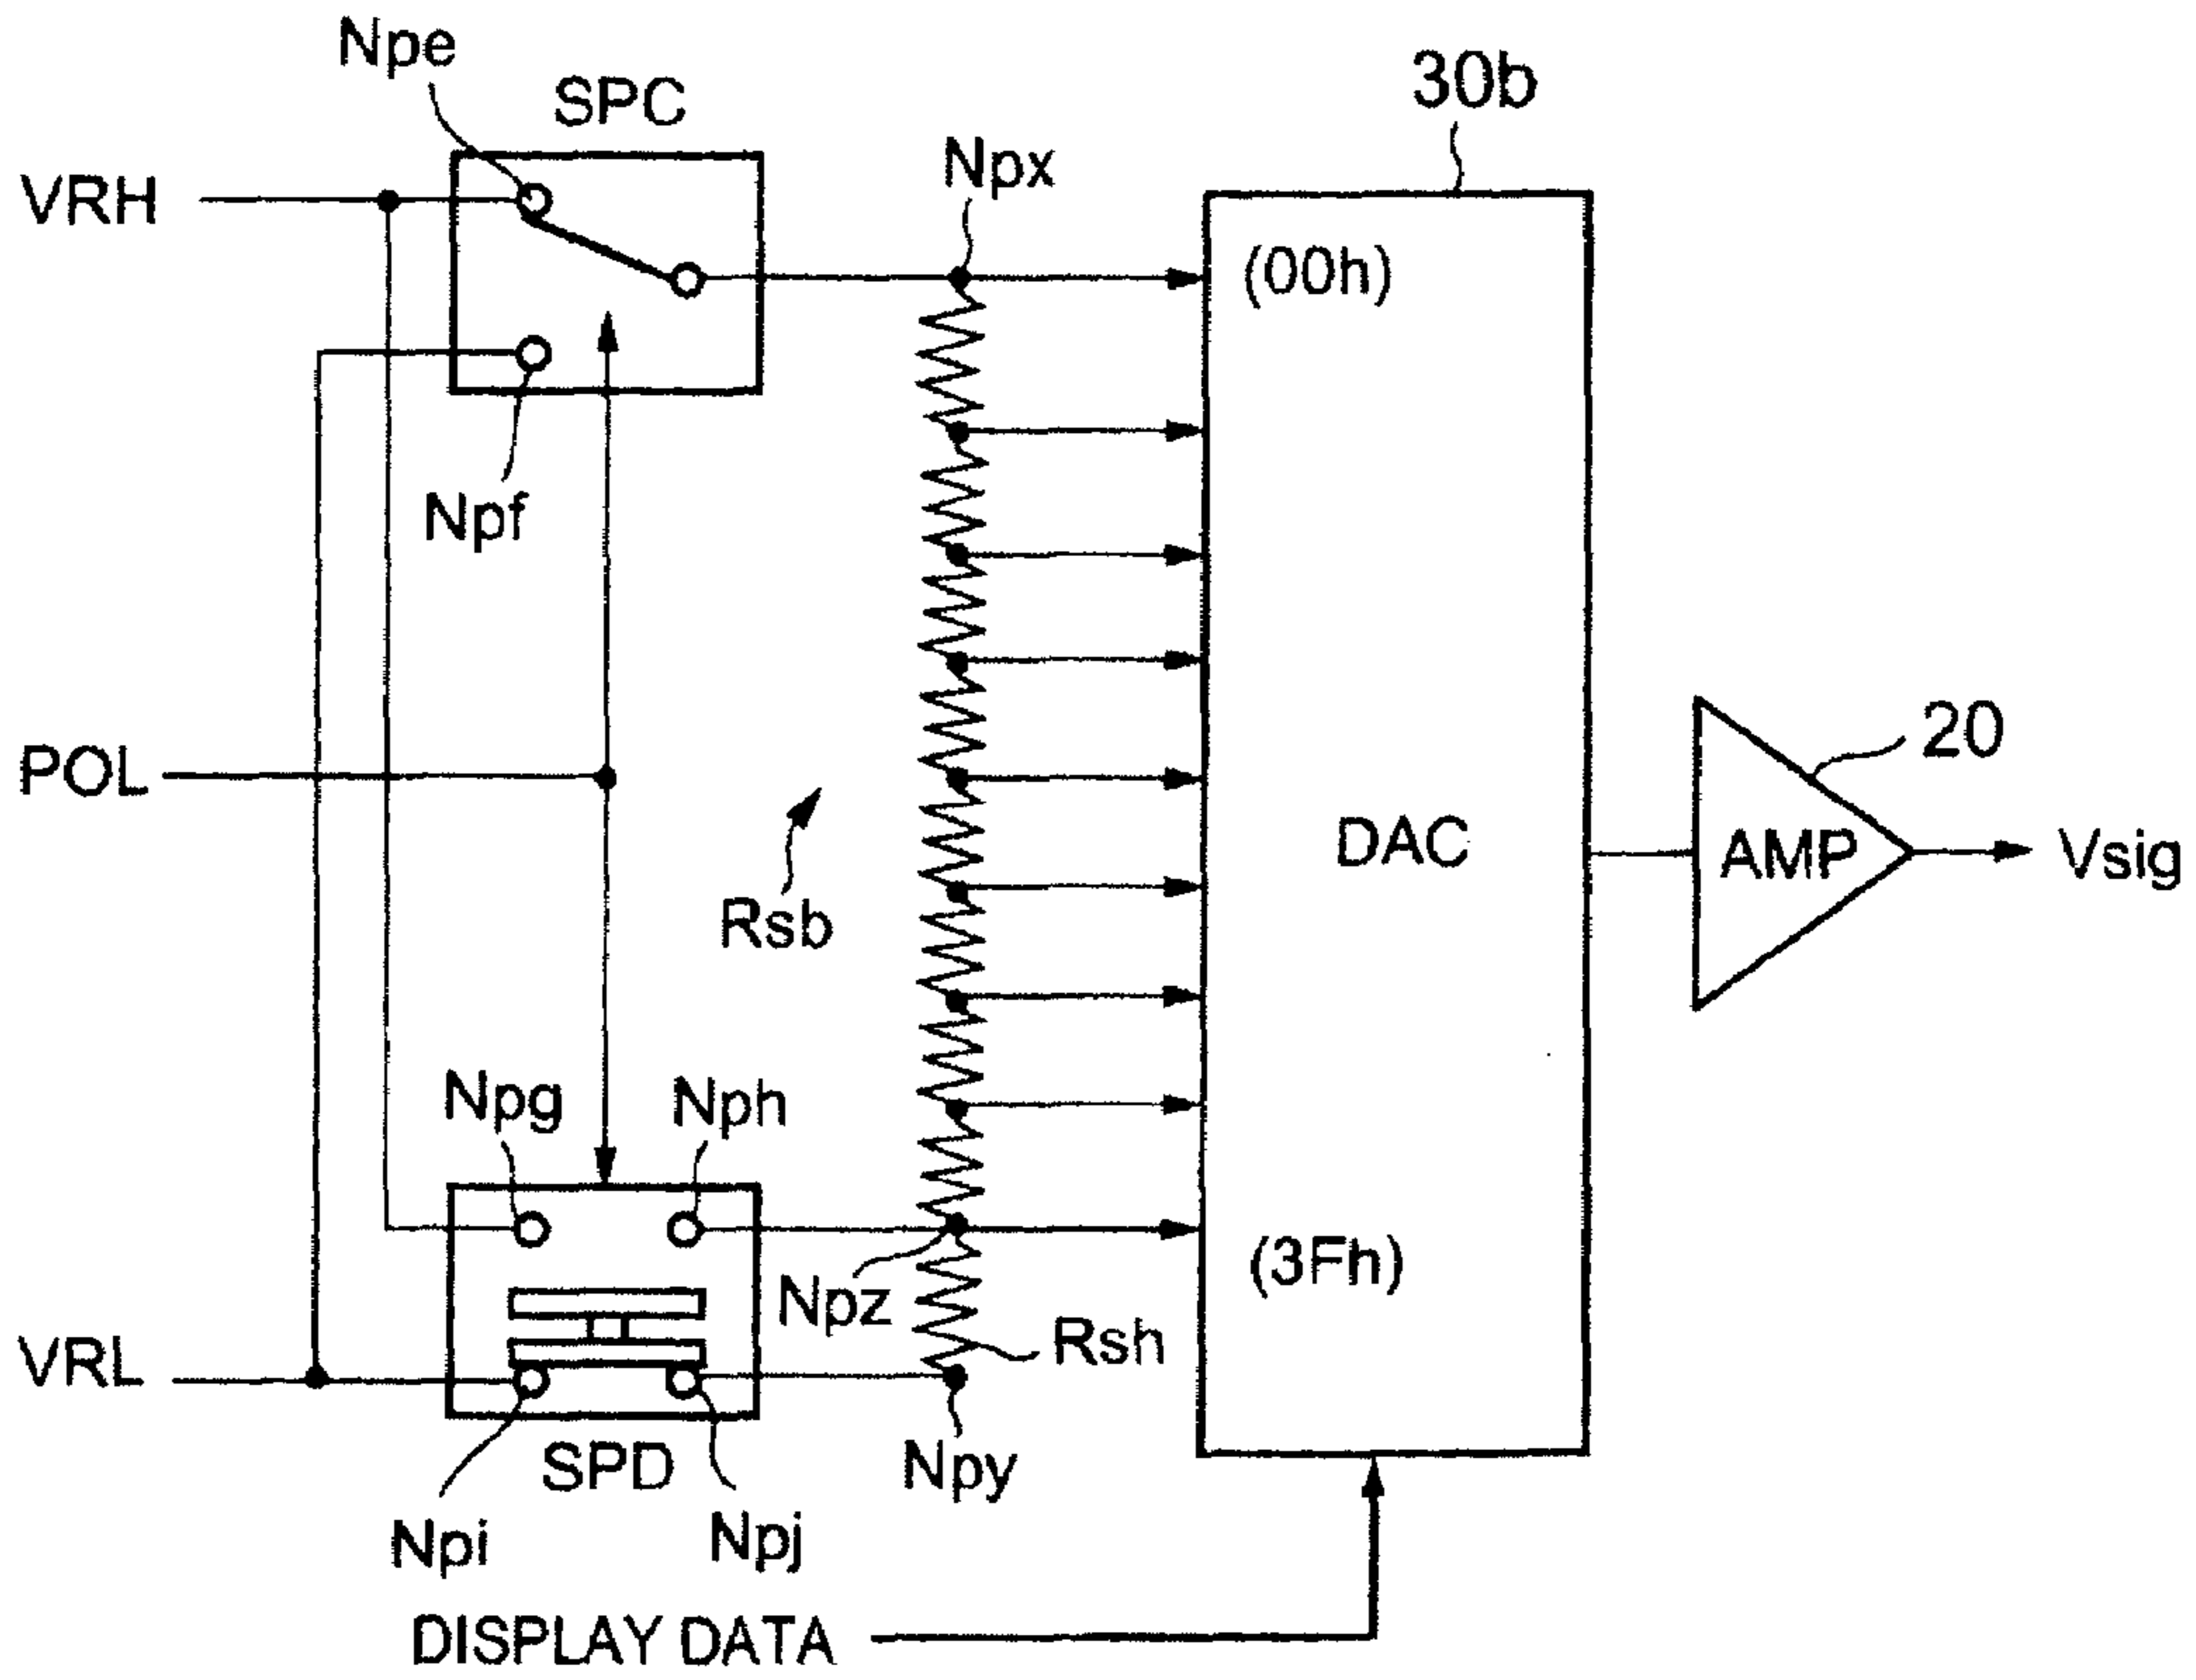 Npe
SPC
30b
VRH
Npx
(00h)
Npf
POL
20
DAC
AMP
Vsig
Rsb
Npg
Nph
(3Fh)
Npz
Rsh
VRL
SPD
Npy
Npi
Npj
DISPLAY DATA